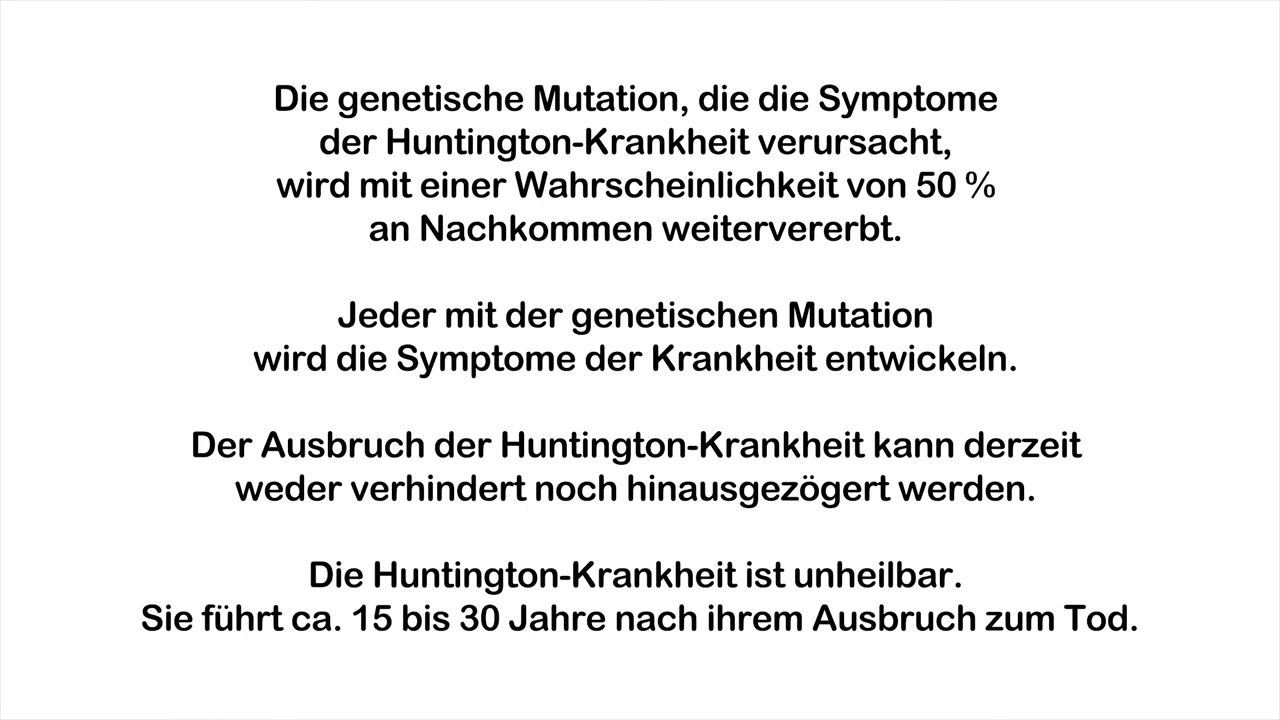 Die genetische Mutation, die die Symptome
der Huntington-Krankheit verursacht,
wird mit einer Wahrscheinlichkeit von 50 %
an Nachkommen weitervererbt.
Jeder mit der genetischen Mutation
wird die Symptome der Krankheit entwickeln.
Der Ausbruch der Huntington-Krankheit kann derzeit
weder verhindert noch hinausgezögert werden.
Die Huntington-Krankheit ist unheilbar.
Sie führt ca. 15 bis 30 Jahre nach ihrem Ausbruch zum Tod.